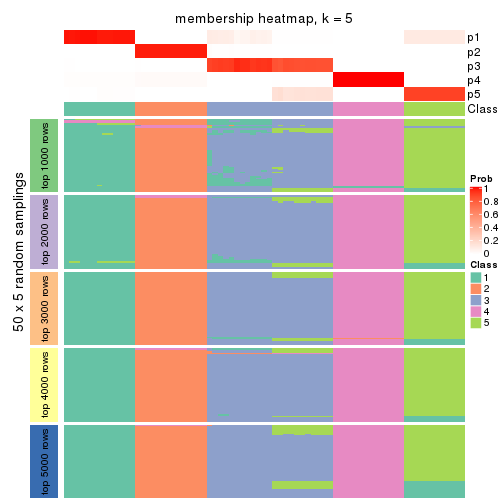 membership heatmap, k = 5
p1
p2
p3
p4
p5
Class
50 x 5 random samplings
top 1000 rows
top 2000 rows
top 3000 rows
top 4000 rows
top 5000 rows
Prob
1
0.8
0.6
0.4
0.2
0
Class
1
2
3
4
5